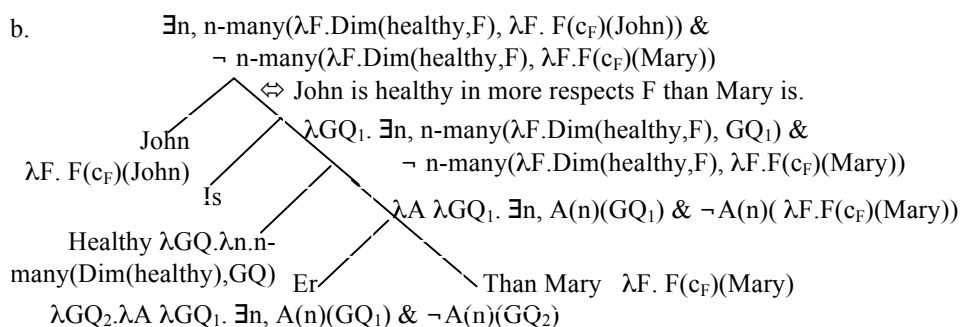 b. ∃n, n-many(λF.Dim(healthy,F), λF. F(c_F)(John)) &
¬ n-many(λF.Dim(healthy,F), λF.F(c_F)(Mary))
⇔ John is healthy in more respects F than Mary is.
John
λF. F(c_F)(John)
λGQ₁. ∃n, n-many(λF.Dim(healthy,F), GQ₁) &
¬ n-many(λF.Dim(healthy,F), λF.F(c_F)(Mary))
Is
λA λGQ₁. ∃n, A(n)(GQ₁) & ¬A(n)( λF.F(c_F)(Mary))
Healthy λGQ.λn.n-
many(Dim(healthy),GQ)
Er
Than Mary λF. F(c_F)(Mary)
λGQ₂.λA λGQ₁. ∃n, A(n)(GQ₁) & ¬A(n)(GQ₂)